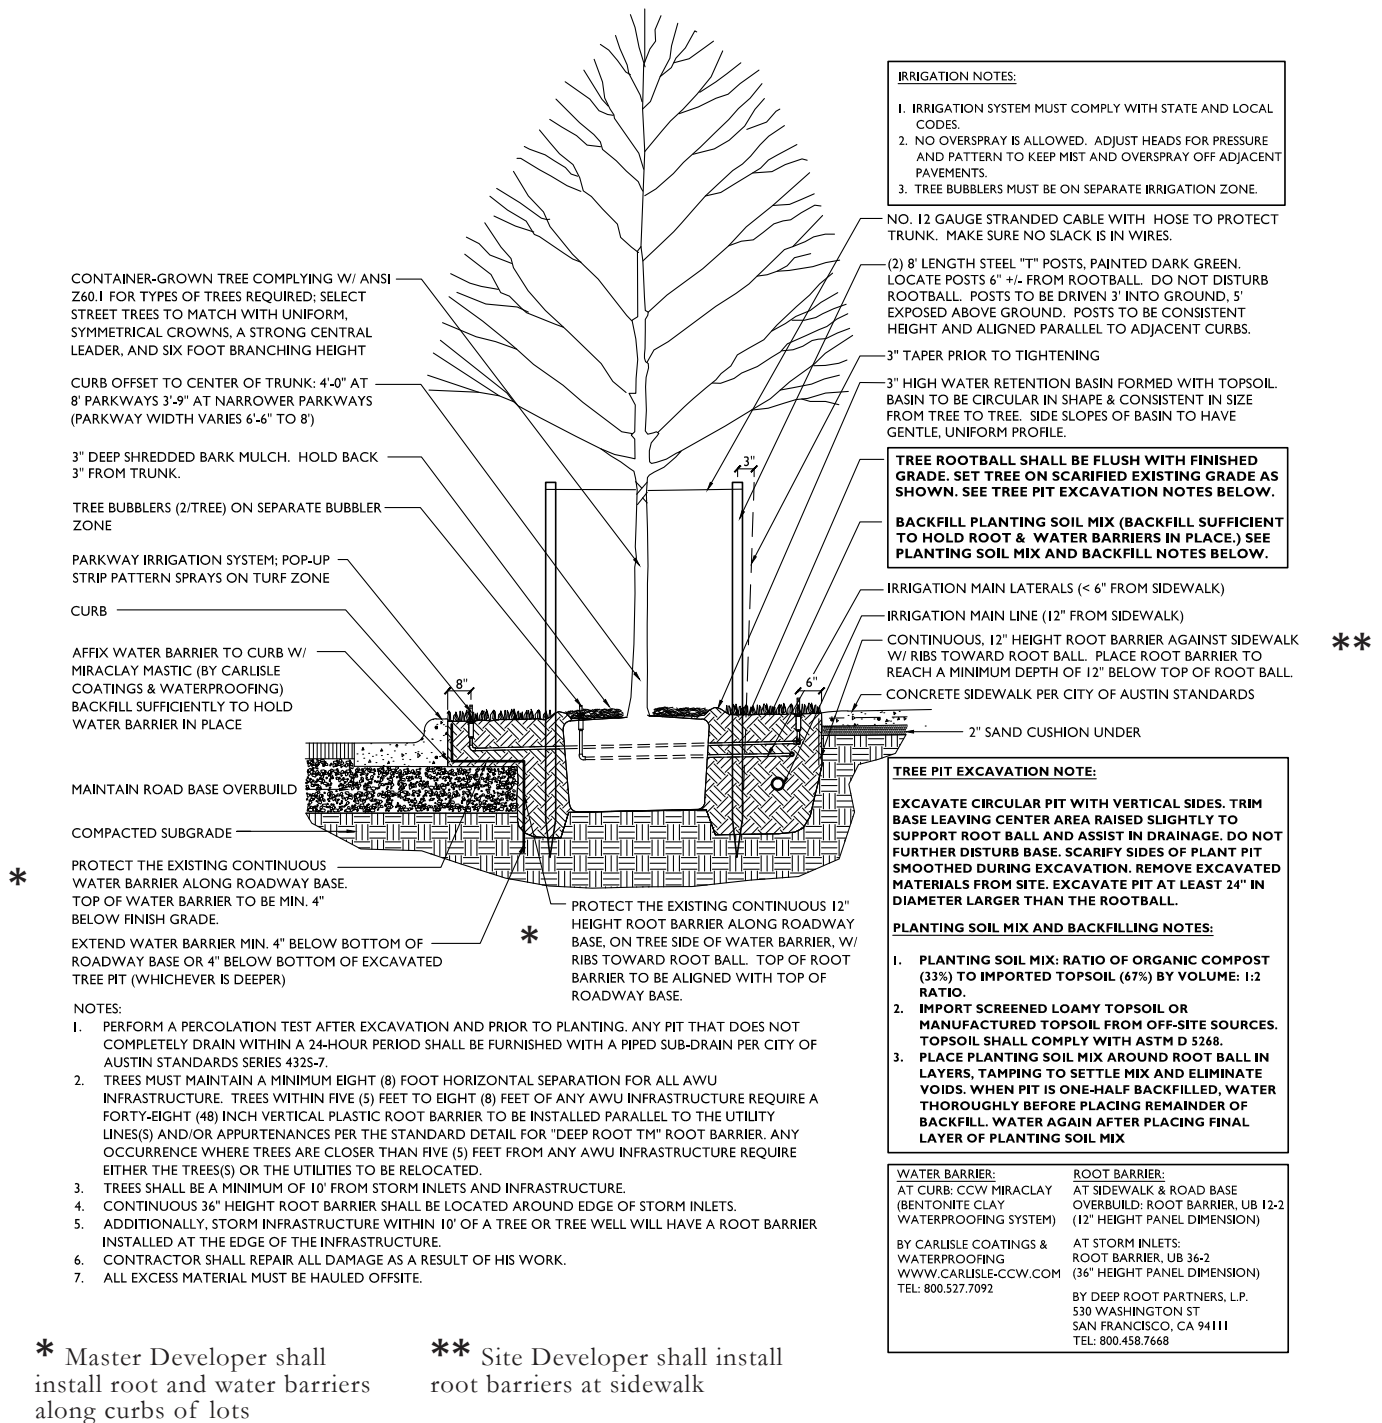 IRRIGATION NOTES:
1. IRRIGATION SYSTEM MUST COMPLY WITH STATE AND LOCAL
CODES.
2. NO OVERSPRAY IS ALLOWED. ADJUST HEADS FOR PRESSURE
AND PATTERN TO KEEP MIST AND OVERSPRAY OFF ADJACENT
PAVEMENTS.
3. TREE BUBBLERS MUST BE ON SEPARATE IRRIGATION ZONE.
NO. 12 GAUGE STRANDED CABLE WITH HOSE TO PROTECT
TRUNK. MAKE SURE NO SLACK IS IN WIRES.
(2) 8' LENGTH STEEL "T" POSTS, PAINTED DARK GREEN.
LOCATE POSTS 6" +/- FROM ROOTBALL. DO NOT DISTURB
ROOTBALL. POSTS TO BE DRIVEN 3' INTO GROUND, 5'
EXPOSED ABOVE GROUND. POSTS TO BE CONSISTENT
HEIGHT AND ALIGNED PARALLEL TO ADJACENT CURBS.
3" TAPER PRIOR TO TIGHTENING
3" HIGH WATER RETENTION BASIN FORMED WITH TOPSOIL.
BASIN TO BE CIRCULAR IN SHAPE & CONSISTENT IN SIZE
FROM TREE TO TREE. SIDE SLOPES OF BASIN TO HAVE
GENTLE, UNIFORM PROFILE.
TREE ROOTBALL SHALL BE FLUSH WITH FINISHED
GRADE. SET TREE ON SCARIFIED EXISTING GRADE AS
SHOWN. SEE TREE PIT EXCAVATION NOTES BELOW.
BACKFILL PLANTING SOIL MIX (BACKFILL SUFFICIENT
TO HOLD ROOT & WATER BARRIERS IN PLACE.) SEE
PLANTING SOIL MIX AND BACKFILL NOTES BELOW.
IRRIGATION MAIN LATERALS (< 6" FROM SIDEWALK)
IRRIGATION MAIN LINE (12" FROM SIDEWALK)
CONTINUOUS, 12" HEIGHT ROOT BARRIER AGAINST SIDEWALK
W/ RIBS TOWARD ROOT BALL. PLACE ROOT BARRIER TO
REACH A MINIMUM DEPTH OF 12" BELOW TOP OF ROOT BALL.
**
CONCRETE SIDEWALK PER CITY OF AUSTIN STANDARDS
2" SAND CUSHION UNDER
CONTAINER-GROWN TREE COMPLYING W/ ANSI
Z60.1 FOR TYPES OF TREES REQUIRED; SELECT
STREET TREES TO MATCH WITH UNIFORM,
SYMMETRICAL CROWNS, A STRONG CENTRAL
LEADER, AND SIX FOOT BRANCHING HEIGHT
CURB OFFSET TO CENTER OF TRUNK: 4'-0" AT
8' PARKWAYS 3'-9" AT NARROWER PARKWAYS
(PARKWAY WIDTH VARIES 6'-6" TO 8')
3" DEEP SHREDDED BARK MULCH. HOLD BACK
3" FROM TRUNK.
TREE BUBBLERS (2/TREE) ON SEPARATE BUBBLER
ZONE
PARKWAY IRRIGATION SYSTEM; POP-UP
STRIP PATTERN SPRAYS ON TURF ZONE
CURB
AFFIX WATER BARRIER TO CURB W/
MIRACLAY MASTIC (BY CARLISLE
COATINGS & WATERPROOFING)
BACKFILL SUFFICIENTLY TO HOLD
WATER BARRIER IN PLACE
MAINTAIN ROAD BASE OVERBUILD
COMPACTED SUBGRADE
*
PROTECT THE EXISTING CONTINUOUS
WATER BARRIER ALONG ROADWAY BASE.
TOP OF WATER BARRIER TO BE MIN. 4"
BELOW FINISH GRADE.
EXTEND WATER BARRIER MIN. 4" BELOW BOTTOM OF
ROADWAY BASE OR 4" BELOW BOTTOM OF EXCAVATED
TREE PIT (WHICHEVER IS DEEPER)
3"
8"
6"
*
PROTECT THE EXISTING CONTINUOUS 12"
HEIGHT ROOT BARRIER ALONG ROADWAY
BASE, ON TREE SIDE OF WATER BARRIER, W/
RIBS TOWARD ROOT BALL. TOP OF ROOT
BARRIER TO BE ALIGNED WITH TOP OF
ROADWAY BASE.
NOTES:
1. PERFORM A PERCOLATION TEST AFTER EXCAVATION AND PRIOR TO PLANTING. ANY PIT THAT DOES NOT
COMPLETELY DRAIN WITHIN A 24-HOUR PERIOD SHALL BE FURNISHED WITH A PIPED SUB-DRAIN PER CITY OF
AUSTIN STANDARDS SERIES 432S-7.
2. TREES MUST MAINTAIN A MINIMUM EIGHT (8) FOOT HORIZONTAL SEPARATION FOR ALL AWU
INFRASTRUCTURE. TREES WITHIN FIVE (5) FEET TO EIGHT (8) FEET OF ANY AWU INFRASTRUCTURE REQUIRE A
FORTY-EIGHT (48) INCH VERTICAL PLASTIC ROOT BARRIER TO BE INSTALLED PARALLEL TO THE UTILITY
LINES(S) AND/OR APPURTENANCES PER THE STANDARD DETAIL FOR "DEEP ROOT TM" ROOT BARRIER. ANY
OCCURRENCE WHERE TREES ARE CLOSER THAN FIVE (5) FEET FROM ANY AWU INFRASTRUCTURE REQUIRE
EITHER THE TREES(S) OR THE UTILITIES TO BE RELOCATED.
3. TREES SHALL BE A MINIMUM OF 10' FROM STORM INLETS AND INFRASTRUCTURE.
4. CONTINUOUS 36" HEIGHT ROOT BARRIER SHALL BE LOCATED AROUND EDGE OF STORM INLETS.
5. ADDITIONALLY, STORM INFRASTRUCTURE WITHIN 10' OF A TREE OR TREE WELL WILL HAVE A ROOT BARRIER
INSTALLED AT THE EDGE OF THE INFRASTRUCTURE.
6. CONTRACTOR SHALL REPAIR ALL DAMAGE AS A RESULT OF HIS WORK.
7. ALL EXCESS MATERIAL MUST BE HAULED OFFSITE.
TREE PIT EXCAVATION NOTE:
EXCAVATE CIRCULAR PIT WITH VERTICAL SIDES. TRIM
BASE LEAVING CENTER AREA RAISED SLIGHTLY TO
SUPPORT ROOT BALL AND ASSIST IN DRAINAGE. DO NOT
FURTHER DISTURB BASE. SCARIFY SIDES OF PLANT PIT
SMOOTHED DURING EXCAVATION. REMOVE EXCAVATED
MATERIALS FROM SITE. EXCAVATE PIT AT LEAST 24" IN
DIAMETER LARGER THAN THE ROOTBALL.
PLANTING SOIL MIX AND BACKFILLING NOTES:
1. PLANTING SOIL MIX: RATIO OF ORGANIC COMPOST
(33%) TO IMPORTED TOPSOIL (67%) BY VOLUME: 1:2
RATIO.
2. IMPORT SCREENED LOAMY TOPSOIL OR
MANUFACTURED TOPSOIL FROM OFF-SITE SOURCES.
TOPSOIL SHALL COMPLY WITH ASTM D 5268.
3. PLACE PLANTING SOIL MIX AROUND ROOT BALL IN
LAYERS, TAMPING TO SETTLE MIX AND ELIMINATE
VOIDS. WHEN PIT IS ONE-HALF BACKFILLED, WATER
THOROUGHLY BEFORE PLACING REMAINDER OF
BACKFILL. WATER AGAIN AFTER PLACING FINAL
LAYER OF PLANTING SOIL MIX
WATER BARRIER:
AT CURB: CCW MIRACLAY
(BENTONITE CLAY
WATERPROOFING SYSTEM)
BY CARLISLE COATINGS &
WATERPROOFING
WWW.CARLISLE-CCW.COM
TEL: 800.527.7092
ROOT BARRIER:
AT SIDEWALK & ROAD BASE
OVERBUILD: ROOT BARRIER, UB 12-2
(12" HEIGHT PANEL DIMENSION)
AT STORM INLETS:
ROOT BARRIER, UB 36-2
(36" HEIGHT PANEL DIMENSION)
BY DEEP ROOT PARTNERS, L.P.
530 WASHINGTON ST
SAN FRANCISCO, CA 94111
TEL: 800.458.7668
* Master Developer shall
install root and water barriers
along curbs of lots
** Site Developer shall install
root barriers at sidewalk